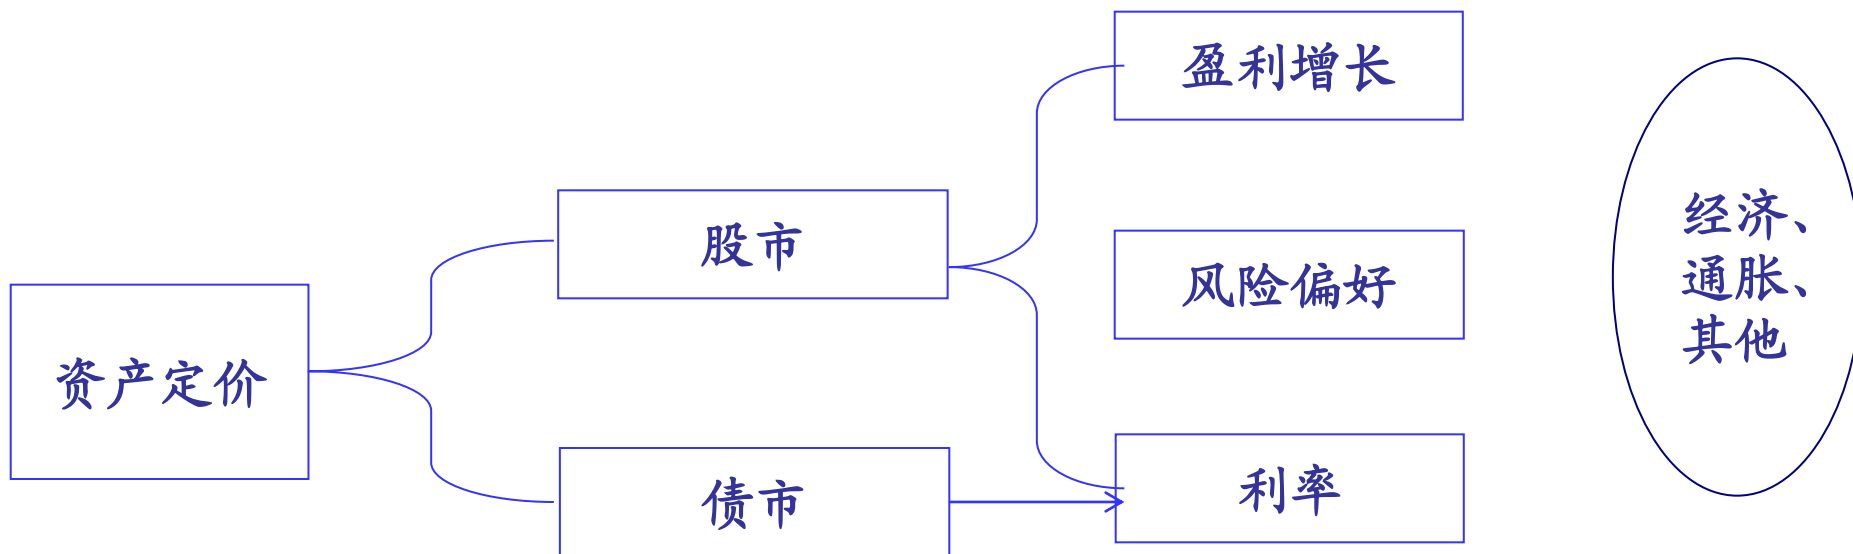 盈利增长
股市
经济、
通胀、
其他
风险偏好
资产定价
债市
利率